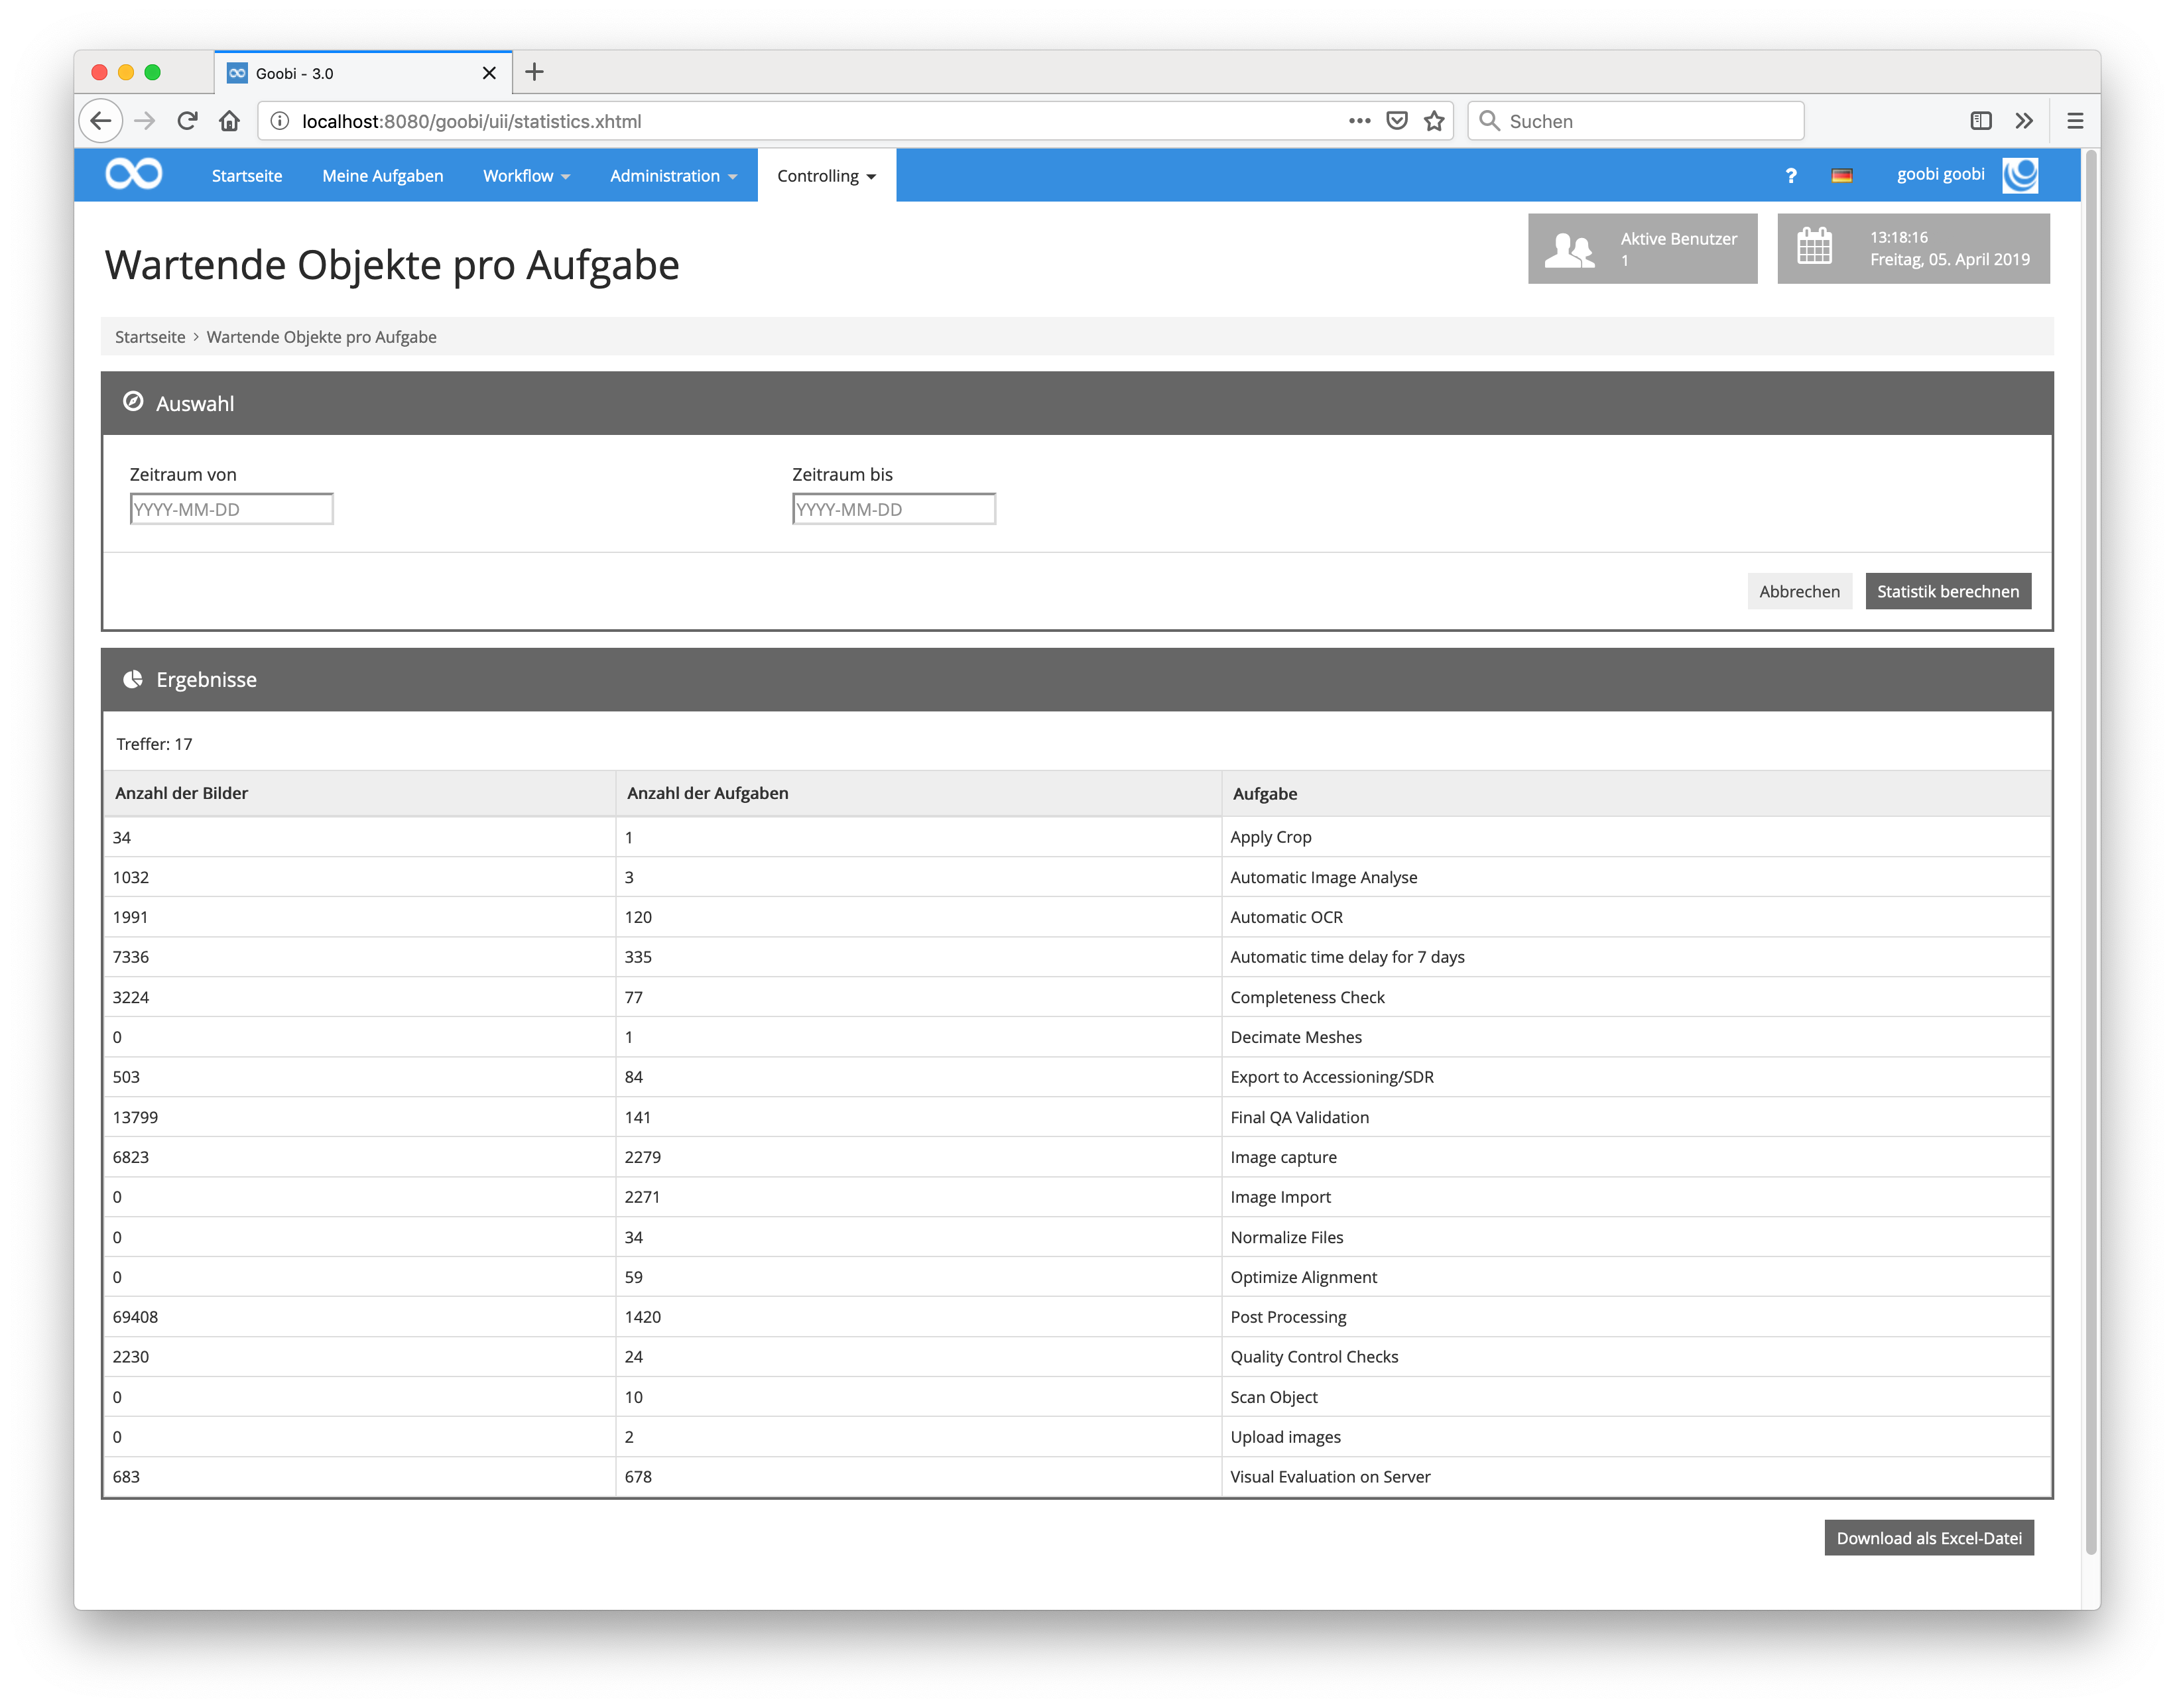 Goobi - 3.0
localhost:8080/goobi/uii/statistics.xhtml
Suchen
Startseite Meine Aufgaben Workflow Administration Controlling ? goobi goobi
Wartende Objekte pro Aufgabe
Aktive Benutzer
1
13:18:16
Freitag, 05. April 2019
Startseite › Wartende Objekte pro Aufgabe
Auswahl
Zeitraum von Zeitraum bis
YYYY-MM-DD YYYY-MM-DD
Abbrechen Statistik berechnen
Ergebnisse
Treffer: 17
Anzahl der Bilder Anzahl der Aufgaben Aufgabe
34 1 Apply Crop
1032 3 Automatic Image Analyse
1991 120 Automatic OCR
7336 335 Automatic time delay for 7 days
3224 77 Completeness Check
0 1 Decimate Meshes
503 84 Export to Accessioning/SDR
13799 141 Final QA Validation
6823 2279 Image capture
0 2271 Image Import
0 34 Normalize Files
0 59 Optimize Alignment
69408 1420 Post Processing
2230 24 Quality Control Checks
0 10 Scan Object
0 2 Upload images
683 678 Visual Evaluation on Server
Download als Excel-Datei